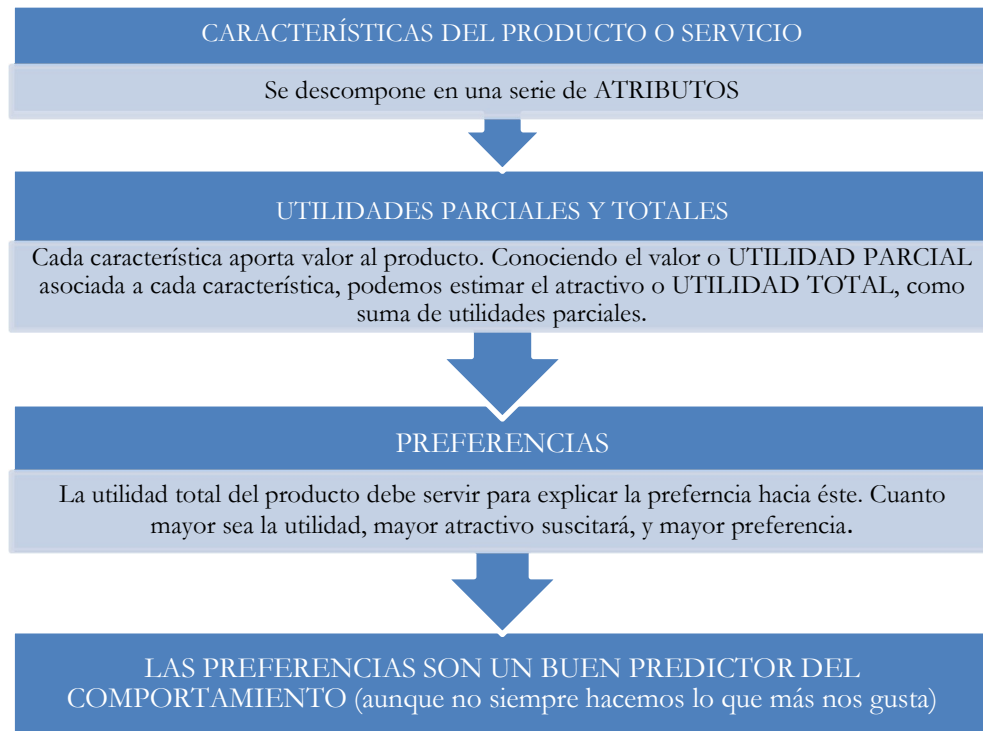 CARACTERÍSTICAS DEL PRODUCTO O SERVICIO
Se descompone en una serie de ATRIBUTOS
UTILIDADES PARCIALES Y TOTALES
Cada característica aporta valor al producto. Conociendo el valor o UTILIDAD PARCIAL
asociada a cada característica, podemos estimar el atractivo o UTILIDAD TOTAL, como
suma de utilidades parciales.
PREFERENCIAS
La utilidad total del producto debe servir para explicar la preferncia hacia éste. Cuanto
mayor sea la utilidad, mayor atractivo suscitará, y mayor preferencia.
LAS PREFERENCIAS SON UN BUEN PREDICTOR DEL
COMPORTAMIENTO (aunque no siempre hacemos lo que más nos gusta)